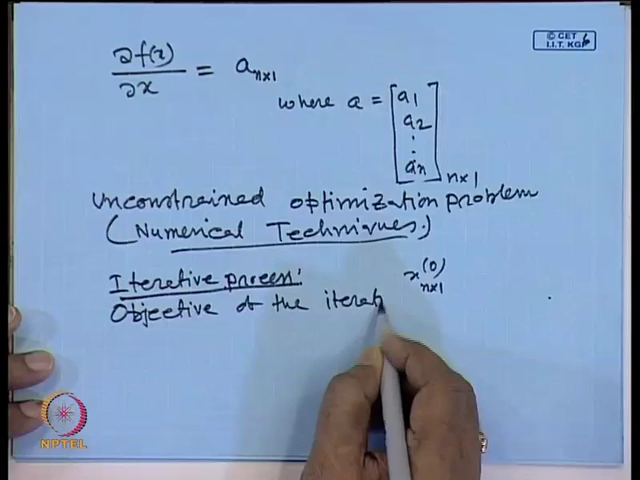 © CET
I.I.T. KGP
∂f(x)/∂x = a n×1
where a = [a1 a2 ⋮ an] n×1
Unconstrained optimization problem
(Numerical Techniques.)
Iterative process: x^(0) n×1
Objective of the iterat
NPTEL